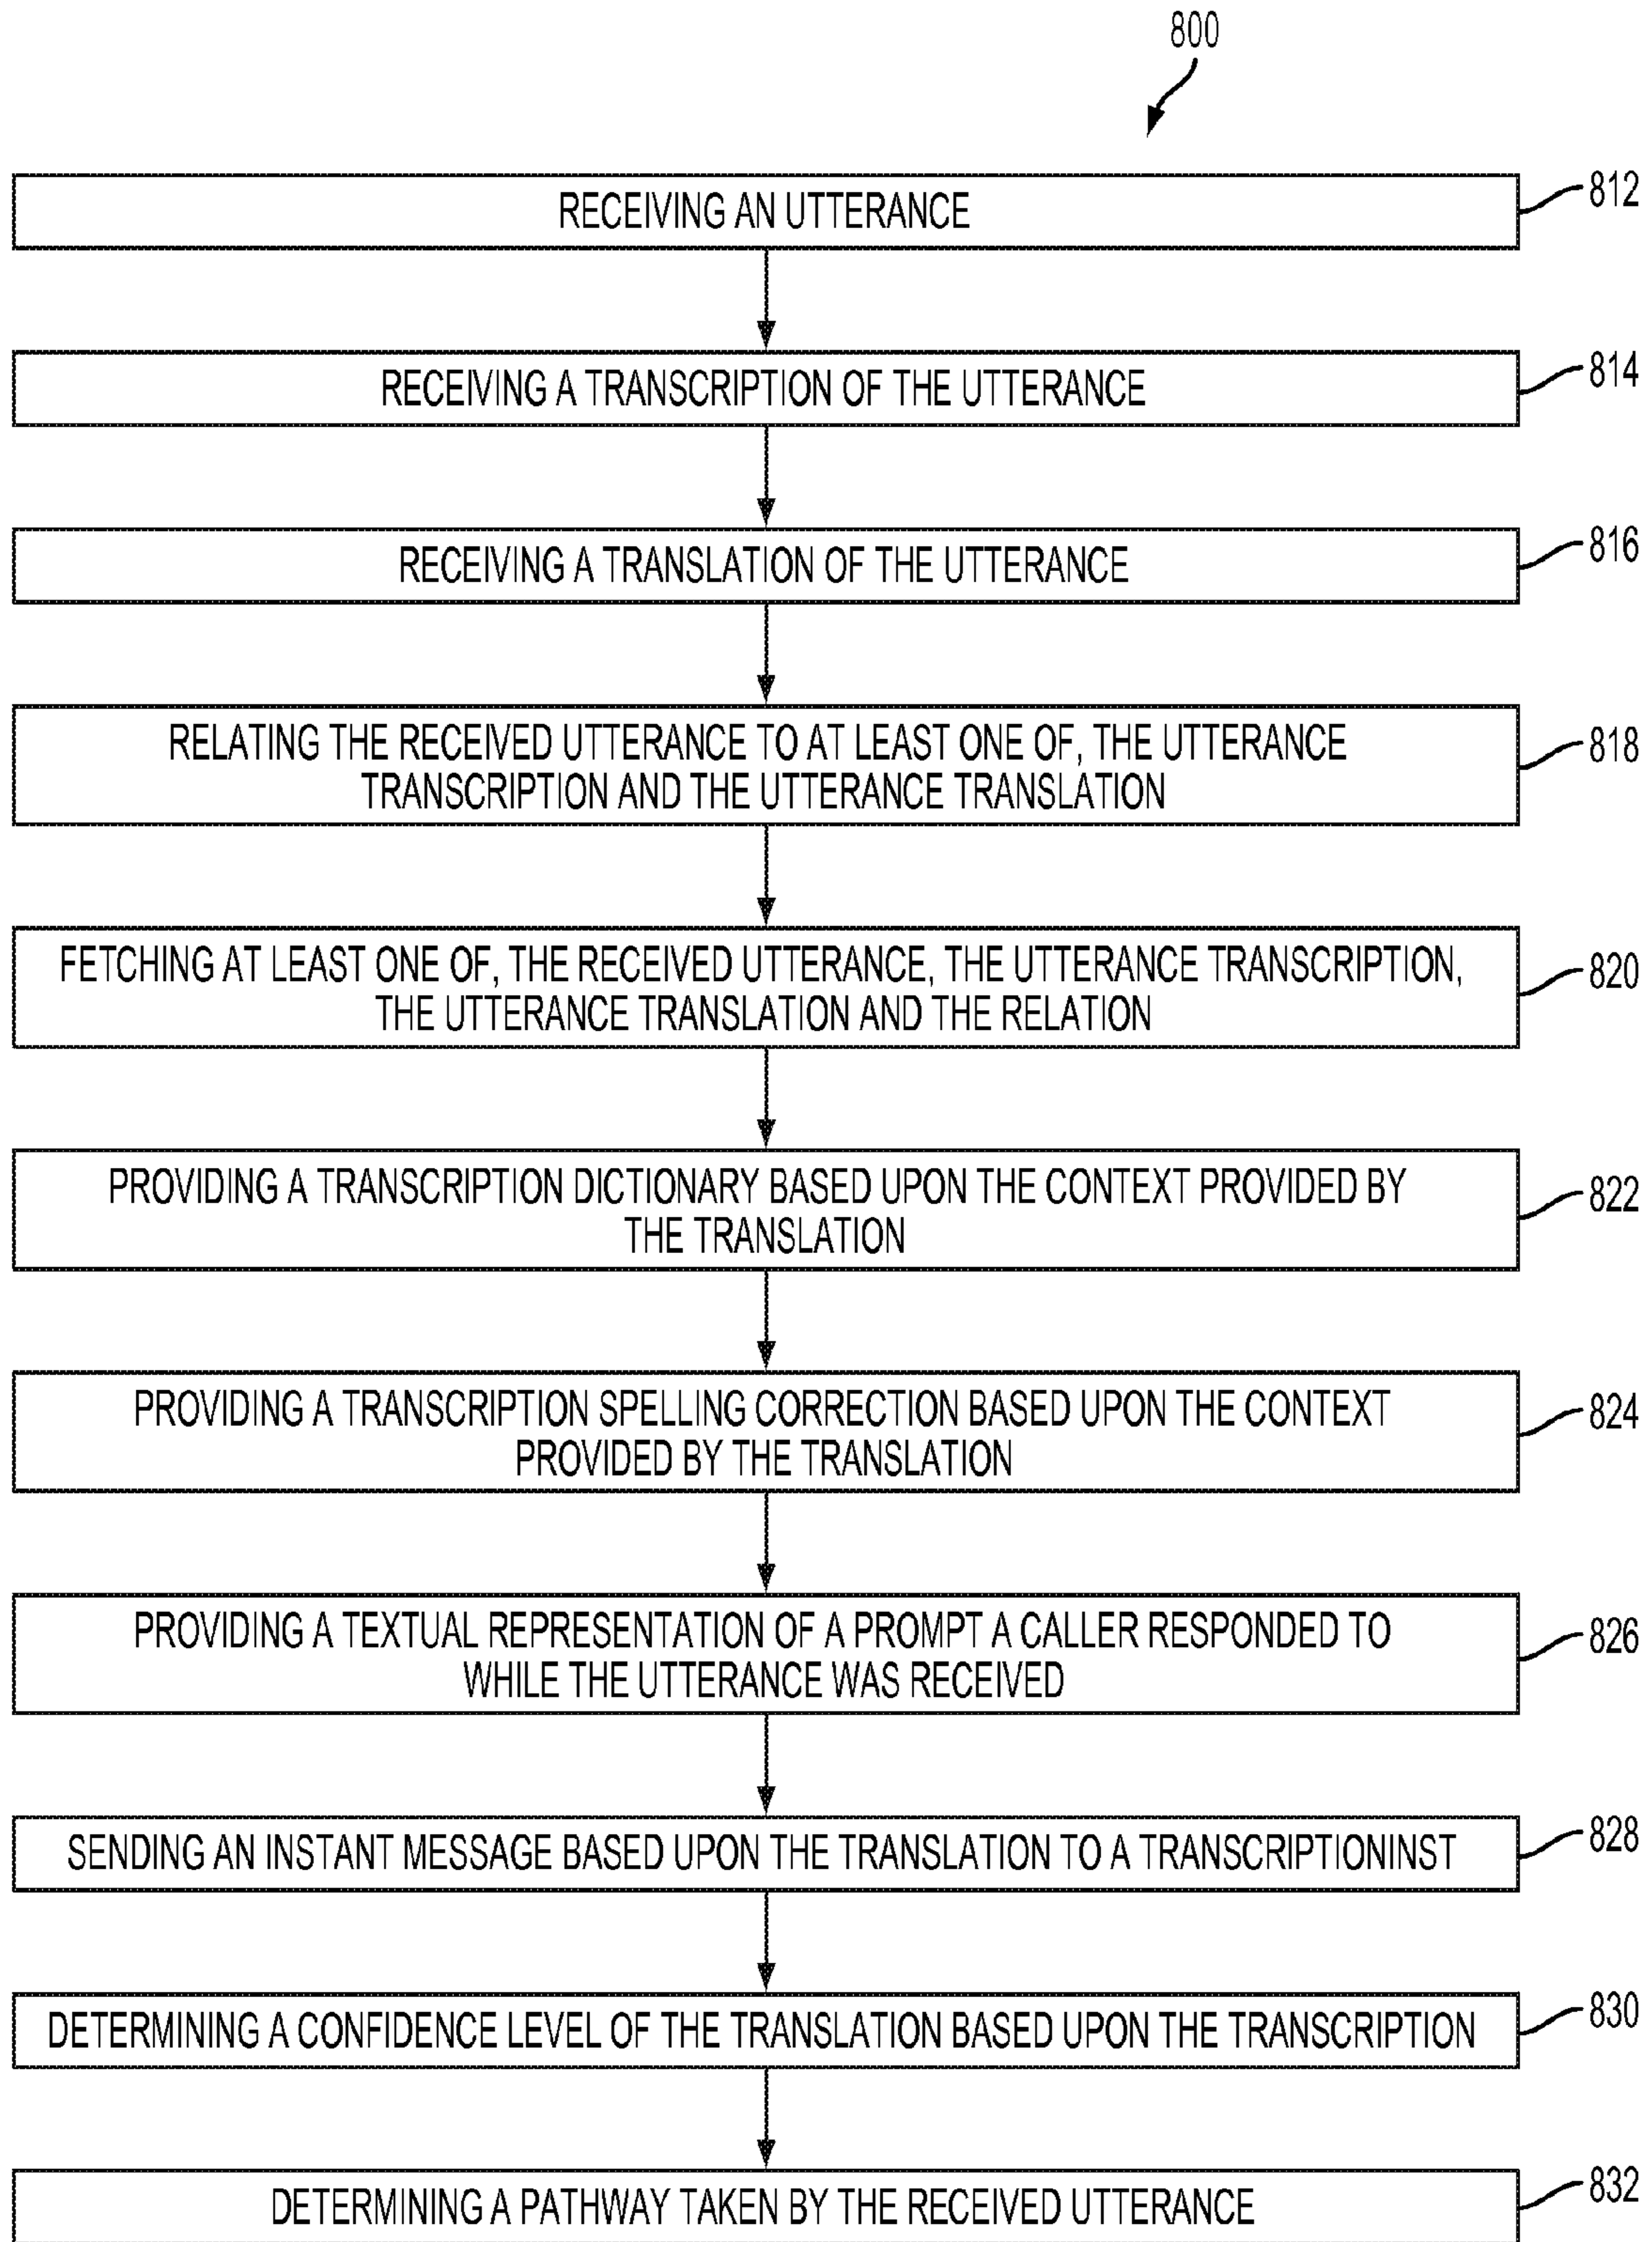 800
RECEIVING AN UTTERANCE
812
RECEIVING A TRANSCRIPTION OF THE UTTERANCE
814
RECEIVING A TRANSLATION OF THE UTTERANCE
816
RELATING THE RECEIVED UTTERANCE TO AT LEAST ONE OF, THE UTTERANCE
TRANSCRIPTION AND THE UTTERANCE TRANSLATION
818
FETCHING AT LEAST ONE OF, THE RECEIVED UTTERANCE, THE UTTERANCE TRANSCRIPTION,
THE UTTERANCE TRANSLATION AND THE RELATION
820
PROVIDING A TRANSCRIPTION DICTIONARY BASED UPON THE CONTEXT PROVIDED BY
THE TRANSLATION
822
PROVIDING A TRANSCRIPTION SPELLING CORRECTION BASED UPON THE CONTEXT
PROVIDED BY THE TRANSLATION
824
PROVIDING A TEXTUAL REPRESENTATION OF A PROMPT A CALLER RESPONDED TO
WHILE THE UTTERANCE WAS RECEIVED
826
SENDING AN INSTANT MESSAGE BASED UPON THE TRANSLATION TO A TRANSCRIPTIONINST
828
DETERMINING A CONFIDENCE LEVEL OF THE TRANSLATION BASED UPON THE TRANSCRIPTION
830
DETERMINING A PATHWAY TAKEN BY THE RECEIVED UTTERANCE
832